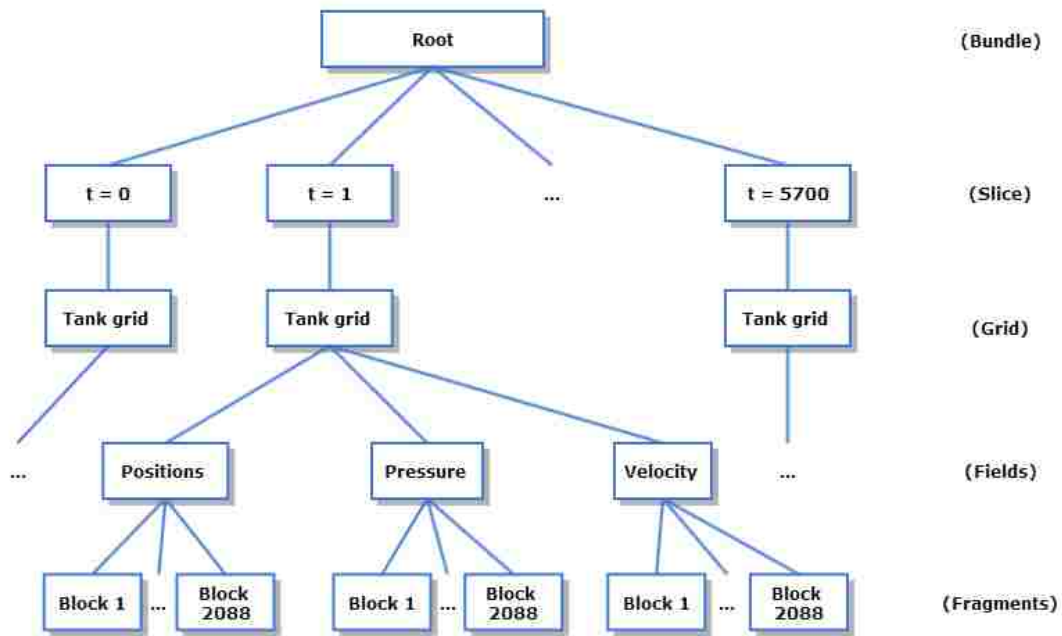 Root (Bundle)
t = 0 t = 1 ... t = 5700 (Slice)
Tank grid Tank grid Tank grid (Grid)
... Positions Pressure Velocity ... (Fields)
Block 1 ... Block 2088 Block 1 ... Block 2088 Block 1 ... Block 2088 (Fragments)